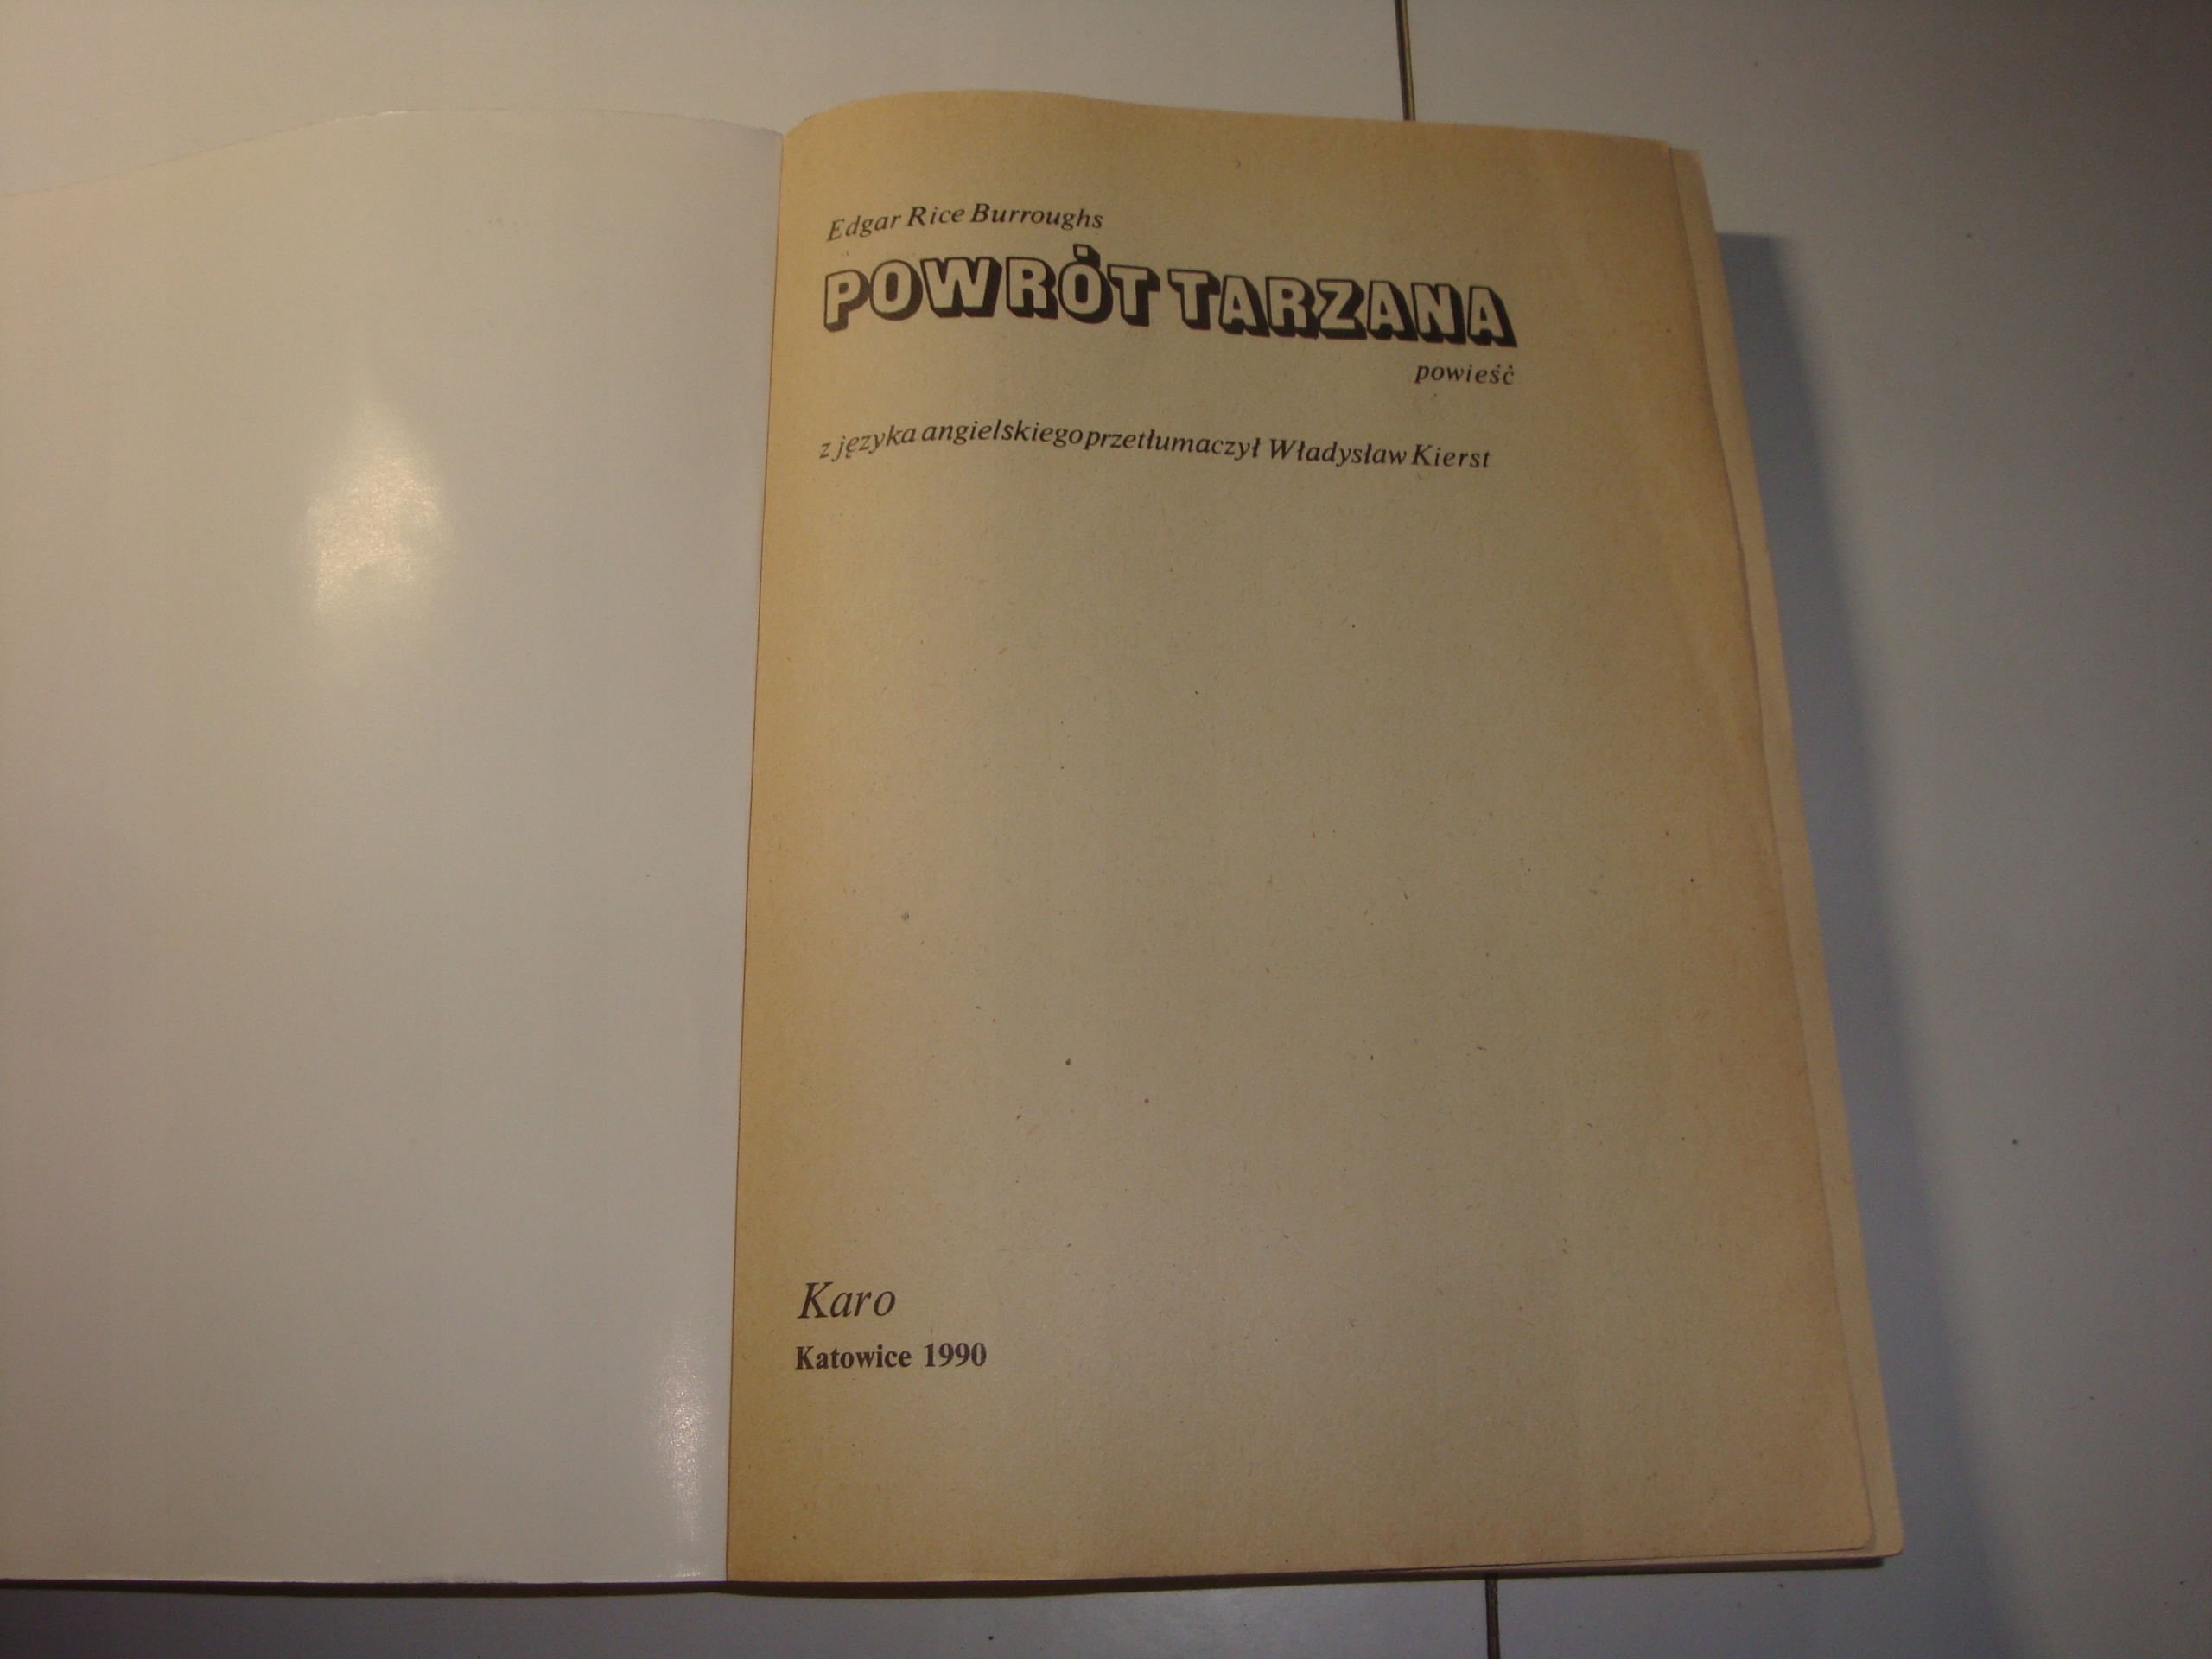 Edgar Rice Burroughs
POWRÓT TARZANA
powieść
z języka angielskiego przetłumaczył Władysław Kierst
Karo
Katowice 1990